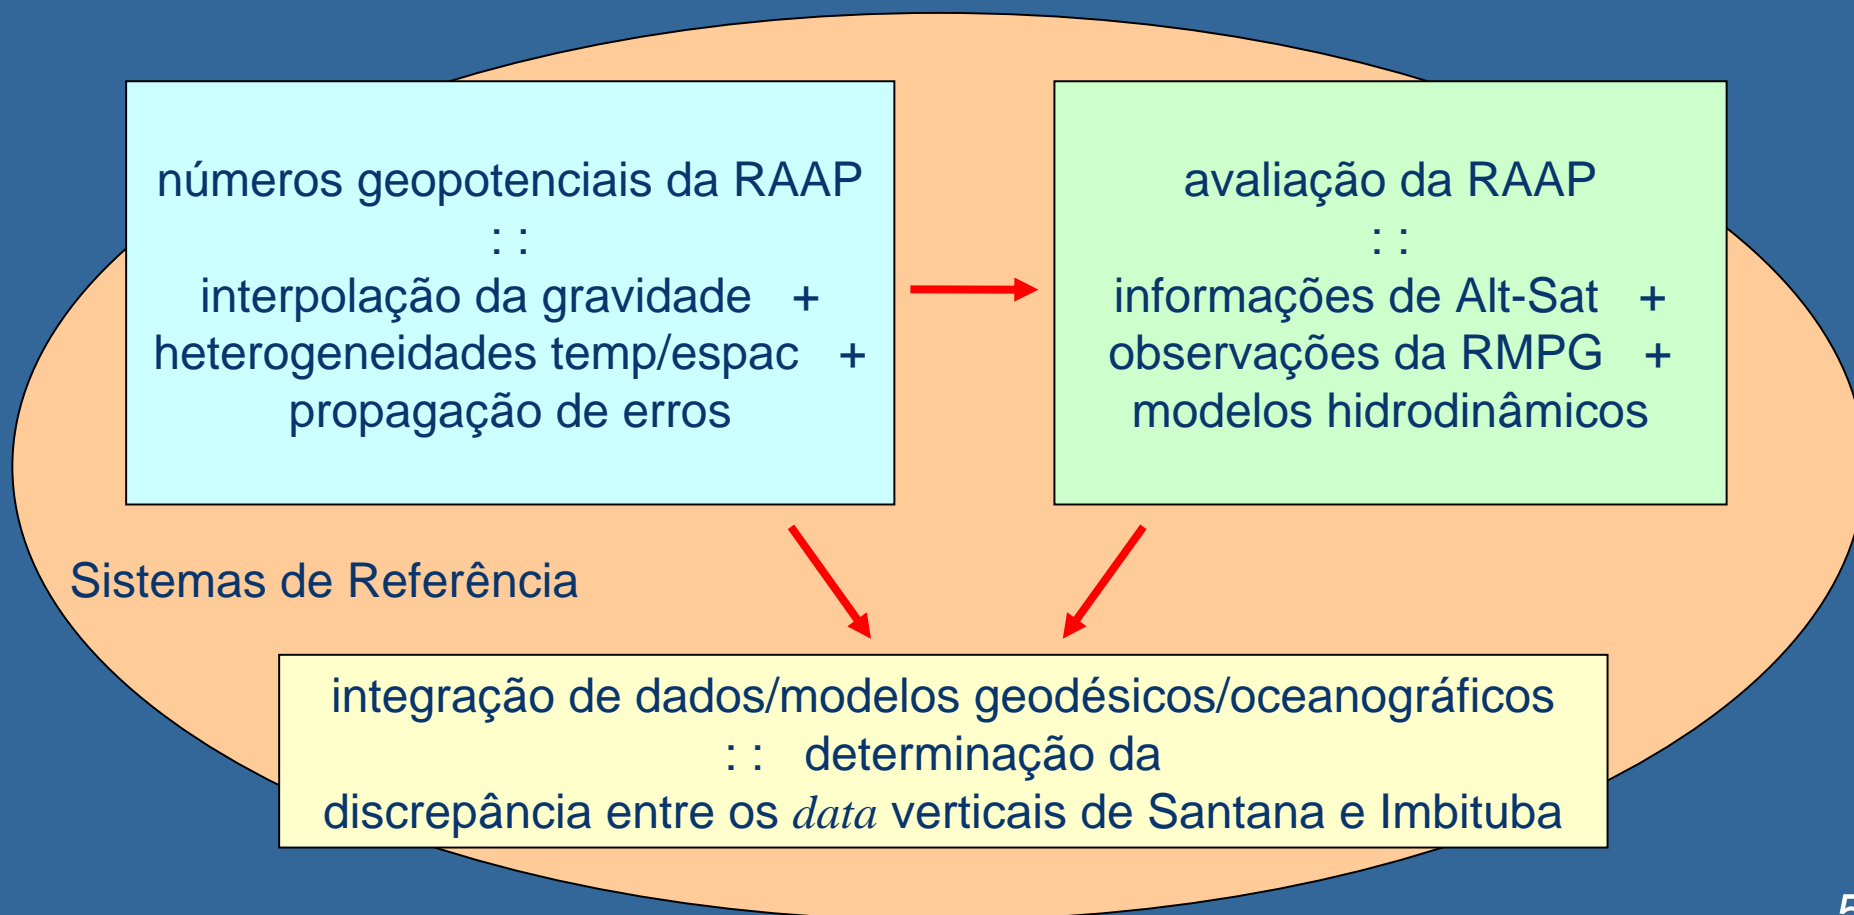 números geopotenciais da RAAP
: :
interpolação da gravidade +
heterogeneidades temp/espac +
propagação de erros
avaliação da RAAP
: :
informações de Alt-Sat +
observações da RMPG +
modelos hidrodinâmicos
Sistemas de Referência
integração de dados/modelos geodésicos/oceanográficos
: : determinação da
discrepância entre os data verticais de Santana e Imbituba